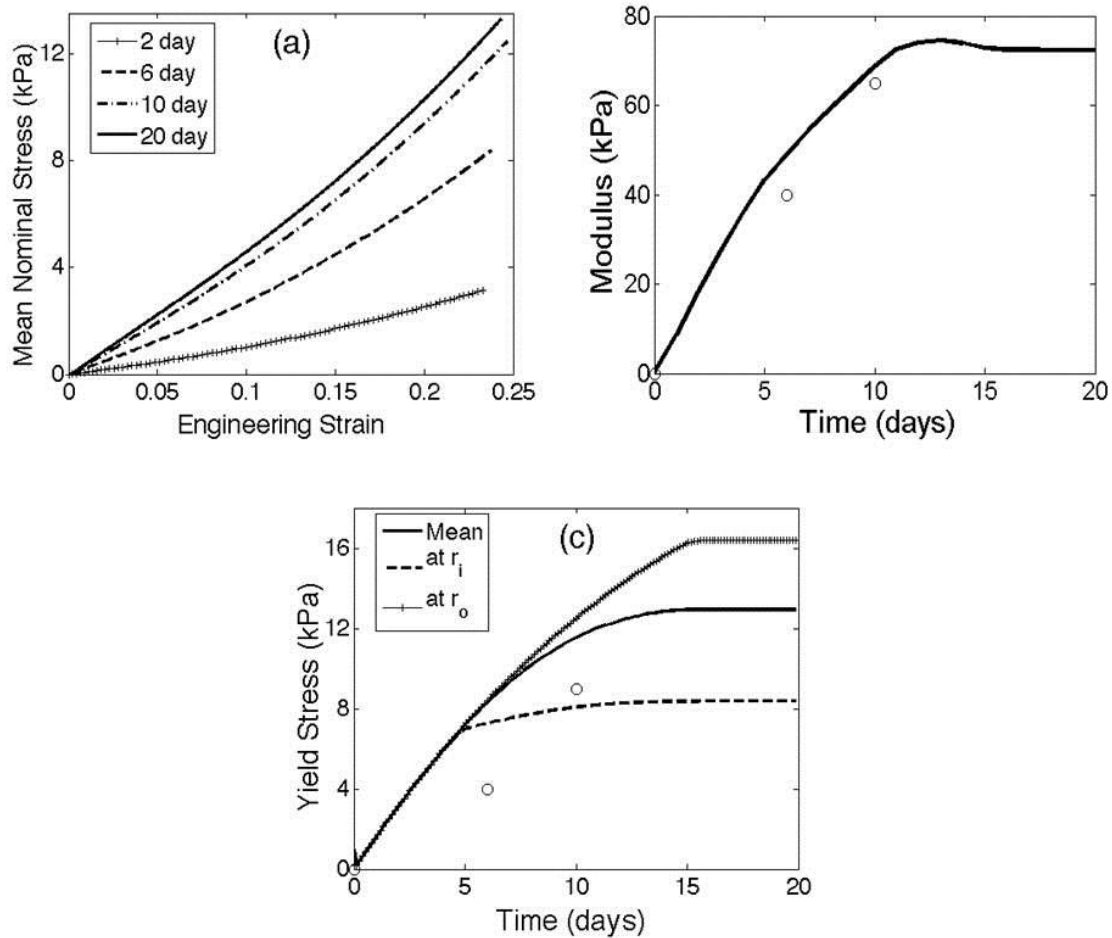 (a)
2 day
6 day
10 day
20 day
Mean Nominal Stress (kPa)
12
8
4
0
0 0.05 0.1 0.15 0.2 0.25
Engineering Strain
Modulus (kPa)
80
60
40
20
0
0 5 10 15 20
Time (days)
(c)
Mean
at r_i
at r_o
Yield Stress (kPa)
16
12
8
4
0
0 5 10 15 20
Time (days)